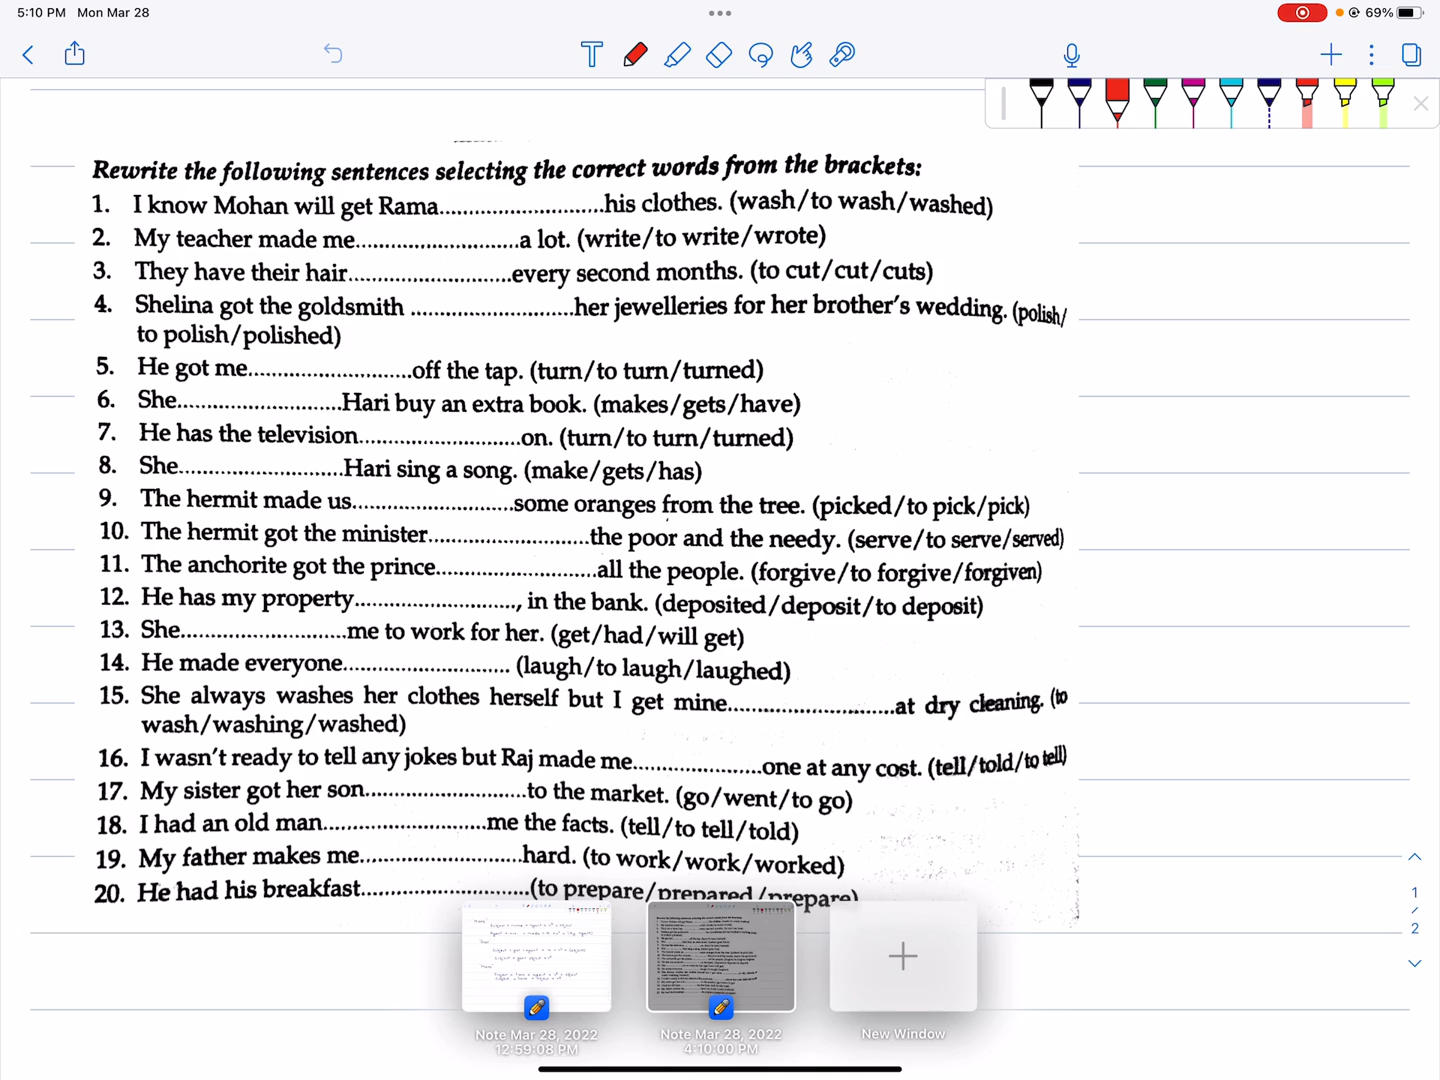 5:10 PM Mon Mar 28
69%
Rewrite the following sentences selecting the correct words from the brackets:
1. I know Mohan will get Rama............................his clothes. (wash/to wash/washed)
2. My teacher made me............................a lot. (write/to write/wrote)
3. They have their hair............................every second months. (to cut/cut/cuts)
4. Shelina got the goldsmith ............................her jewelleries for her brother's wedding. (polish/
to polish/polished)
5. He got me............................off the tap. (turn/to turn/turned)
6. She............................Hari buy an extra book. (makes/gets/have)
7. He has the television............................on. (turn/to turn/turned)
8. She............................Hari sing a song. (make/gets/has)
9. The hermit made us............................some oranges from the tree. (picked/to pick/pick)
10. The hermit got the minister............................the poor and the needy. (serve/to serve/served)
11. The anchorite got the prince............................all the people. (forgive/to forgive/forgiven)
12. He has my property............................, in the bank. (deposited/deposit/to deposit)
13. She............................me to work for her. (get/had/will get)
14. He made everyone............................ (laugh/to laugh/laughed)
15. She always washes her clothes herself but I get mine............................at dry cleaning. (to
wash/washing/washed)
16. I wasn't ready to tell any jokes but Raj made me......................one at any cost. (tell/told/to tell)
17. My sister got her son............................to the market. (go/went/to go)
18. I had an old man............................me the facts. (tell/to tell/told)
19. My father makes me............................hard. (to work/work/worked)
20. He had his breakfast............................(to prepare/prepared/prepare)
1
/
2
Note Mar 28, 2022
12:59:08 PM
Note Mar 28, 2022
4:10:00 PM
New Window